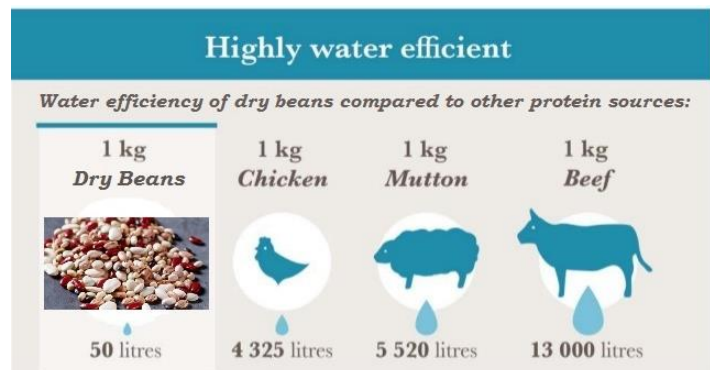 Highly water efficient
Water efficiency of dry beans compared to other protein sources:
1 kg
Dry Beans
1 kg
Chicken
1 kg
Mutton
1 kg
Beef
50 litres
4 325 litres
5 520 litres
13 000 litres